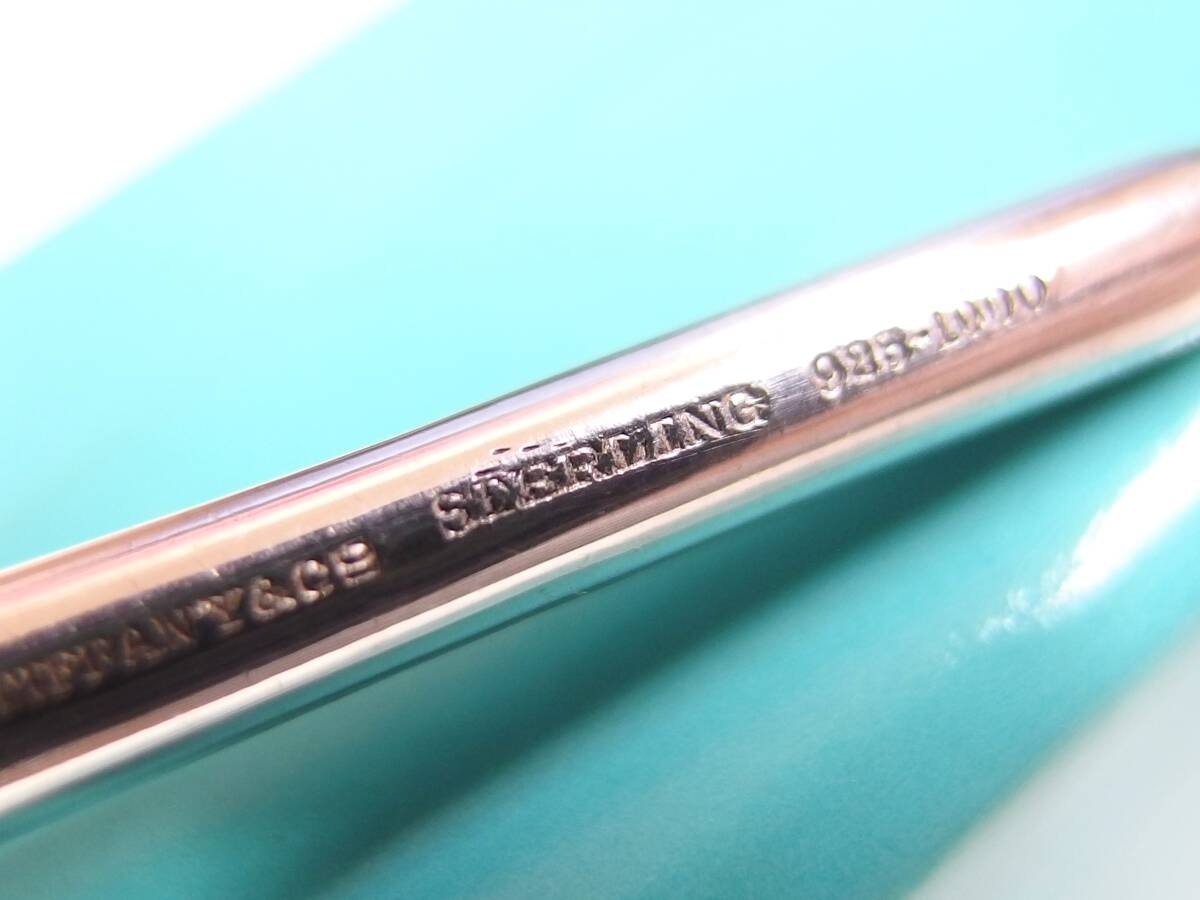 TIFFANY&CO STERLING 925-1000